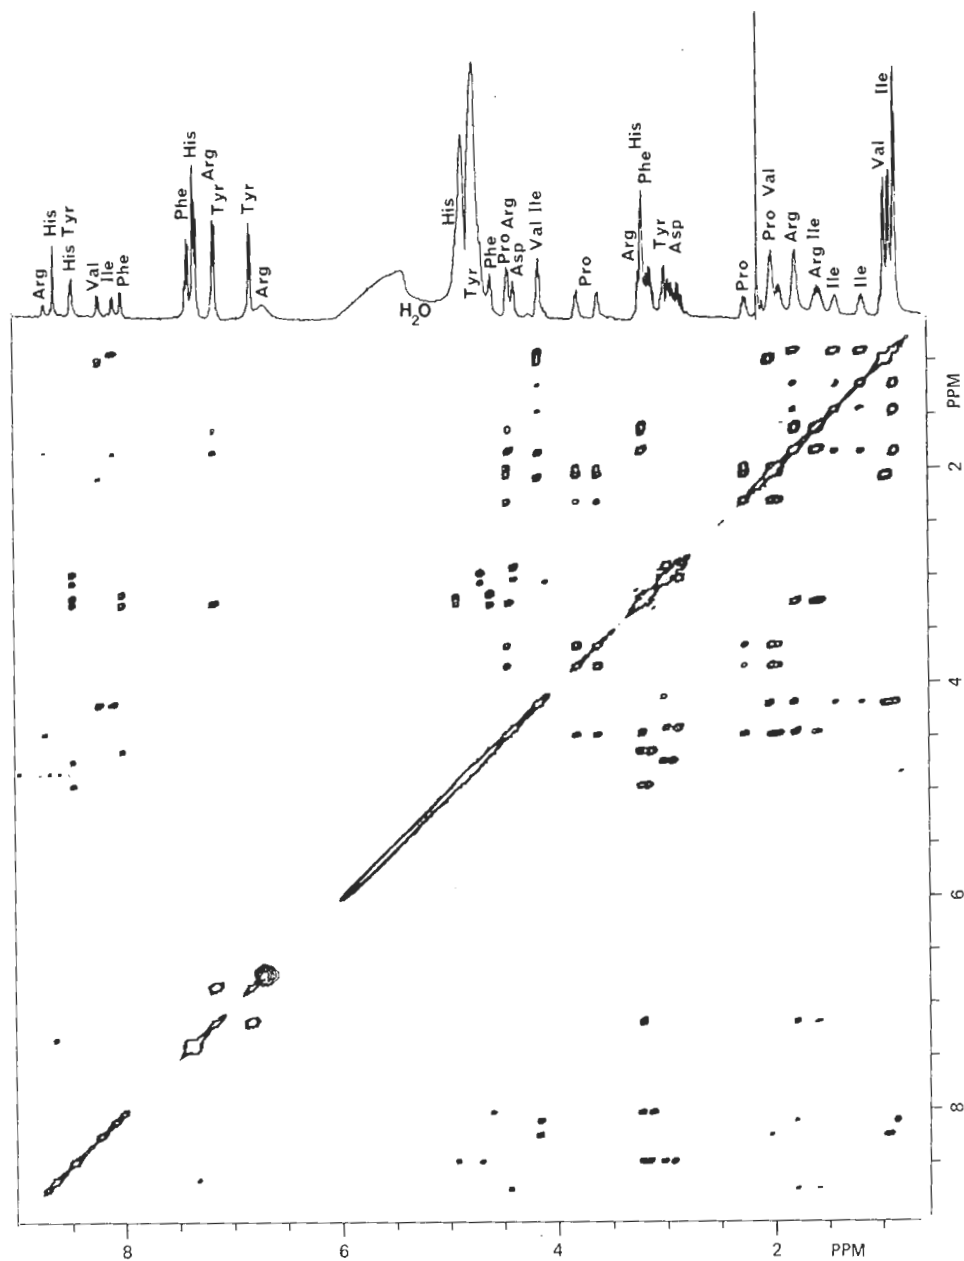 Arg
His
His Tyr
Val
Ile
Phe
Phe
His
Tyr Arg
Tyr
Arg
H₂O
His
Tyr
Phe
Pro Arg
Asp
Val Ile
Pro
Arg
Phe His
Tyr
Asp
Pro
Pro Val
Arg
Arg Ile
Ile
Ile
Val
Ile
PPM
2
4
6
8
8
6
4
2
PPM